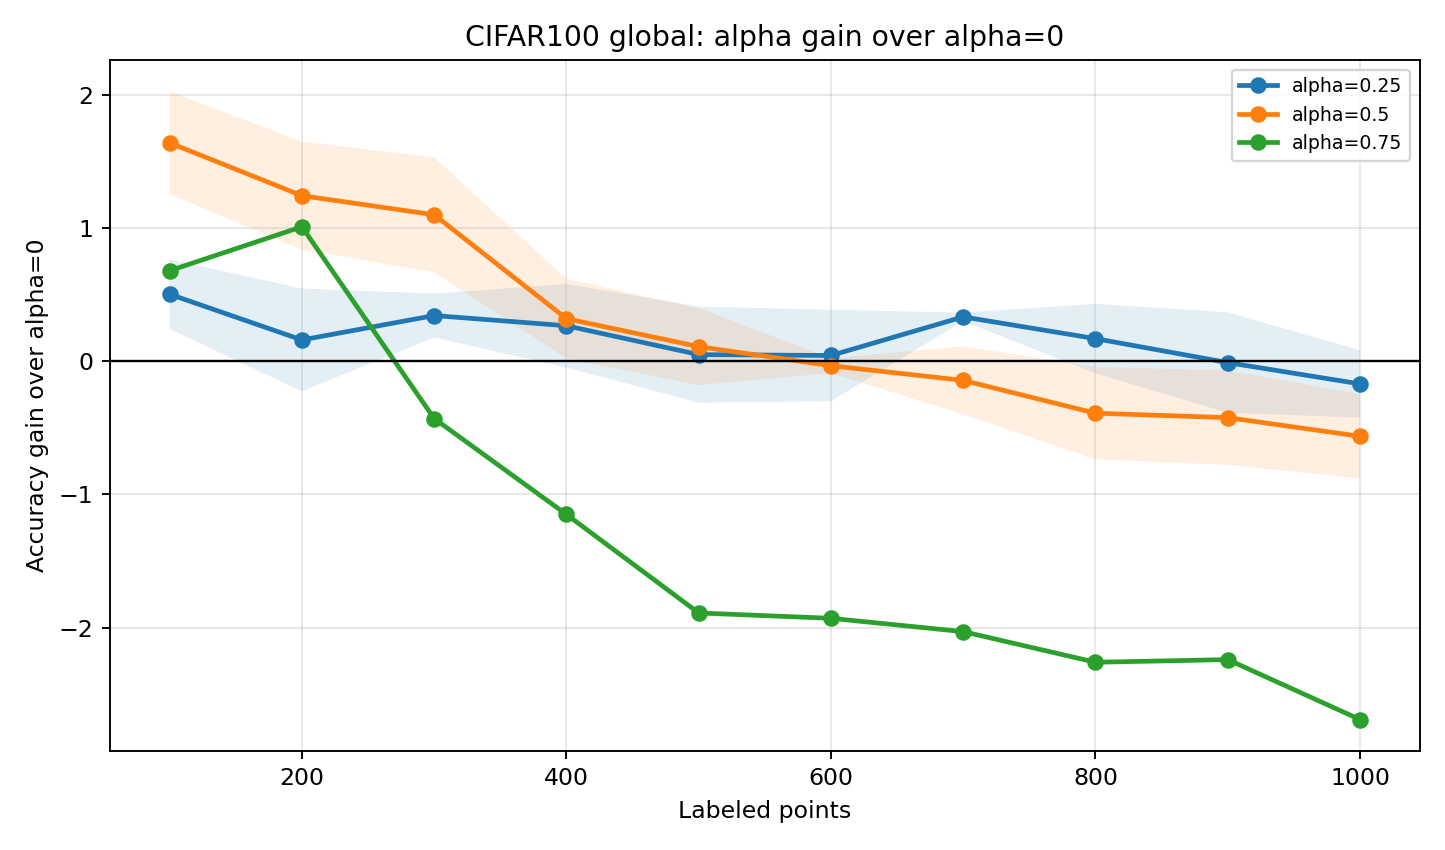 CIFAR100 global: alpha gain over alpha=0
alpha=0.25
alpha=0.5
alpha=0.75
Accuracy gain over alpha=0
2
1
0
−1
−2
200
400
600
800
1000
Labeled points